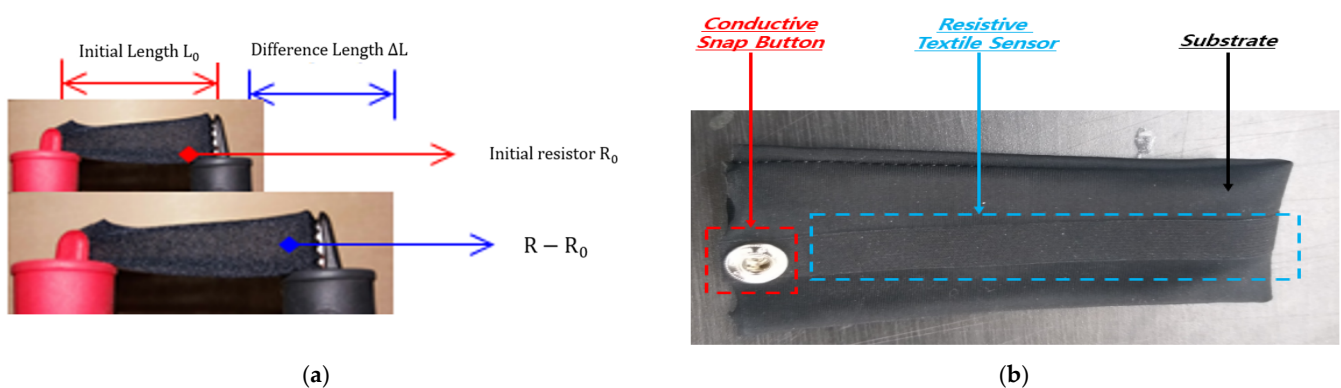 Initial Length L₀
Difference Length ΔL
Initial resistor R₀
R − R₀
(a)
Conductive
Snap Button
Resistive
Textile Sensor
Substrate
(b)